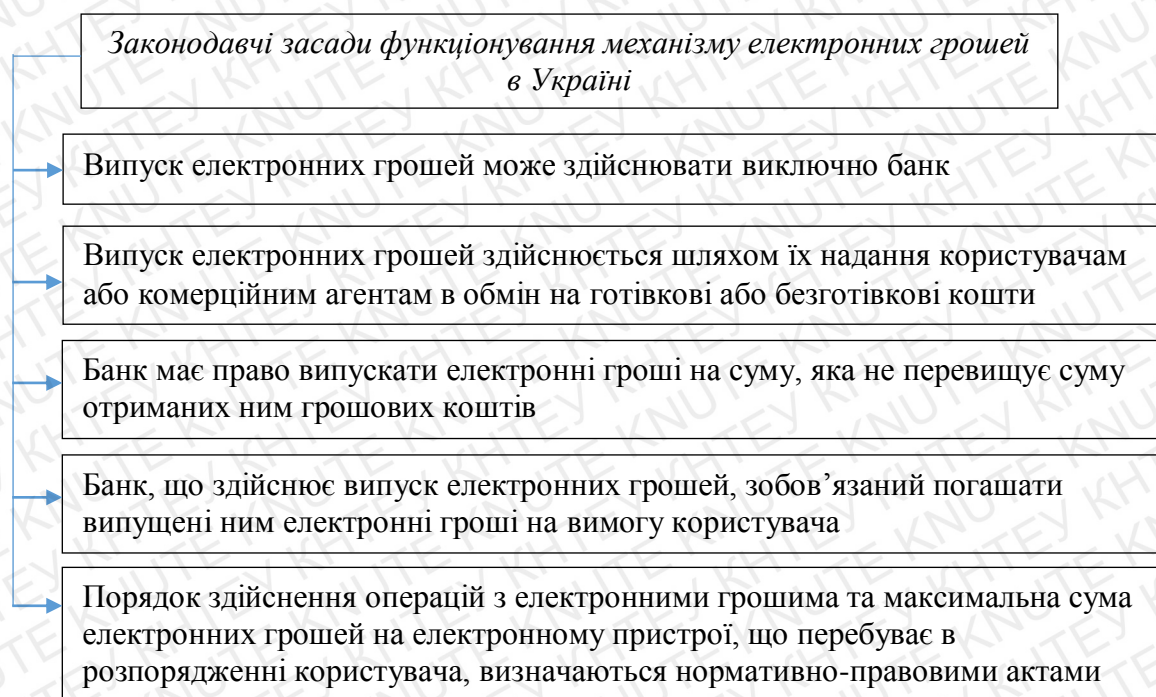 Законодавчі засади функціонування механізму електронних грошей
в Україні
Випуск електронних грошей може здійснювати виключно банк
Випуск електронних грошей здійснюється шляхом їх надання користувачам
або комерційним агентам в обмін на готівкові або безготівкові кошти
Банк має право випускати електронні гроші на суму, яка не перевищує суму
отриманих ним грошових коштів
Банк, що здійснює випуск електронних грошей, зобов’язаний погашати
випущені ним електронні гроші на вимогу користувача
Порядок здійснення операцій з електронними грошима та максимальна сума
електронних грошей на електронному пристрої, що перебуває в
розпорядженні користувача, визначаються нормативно-правовими актами